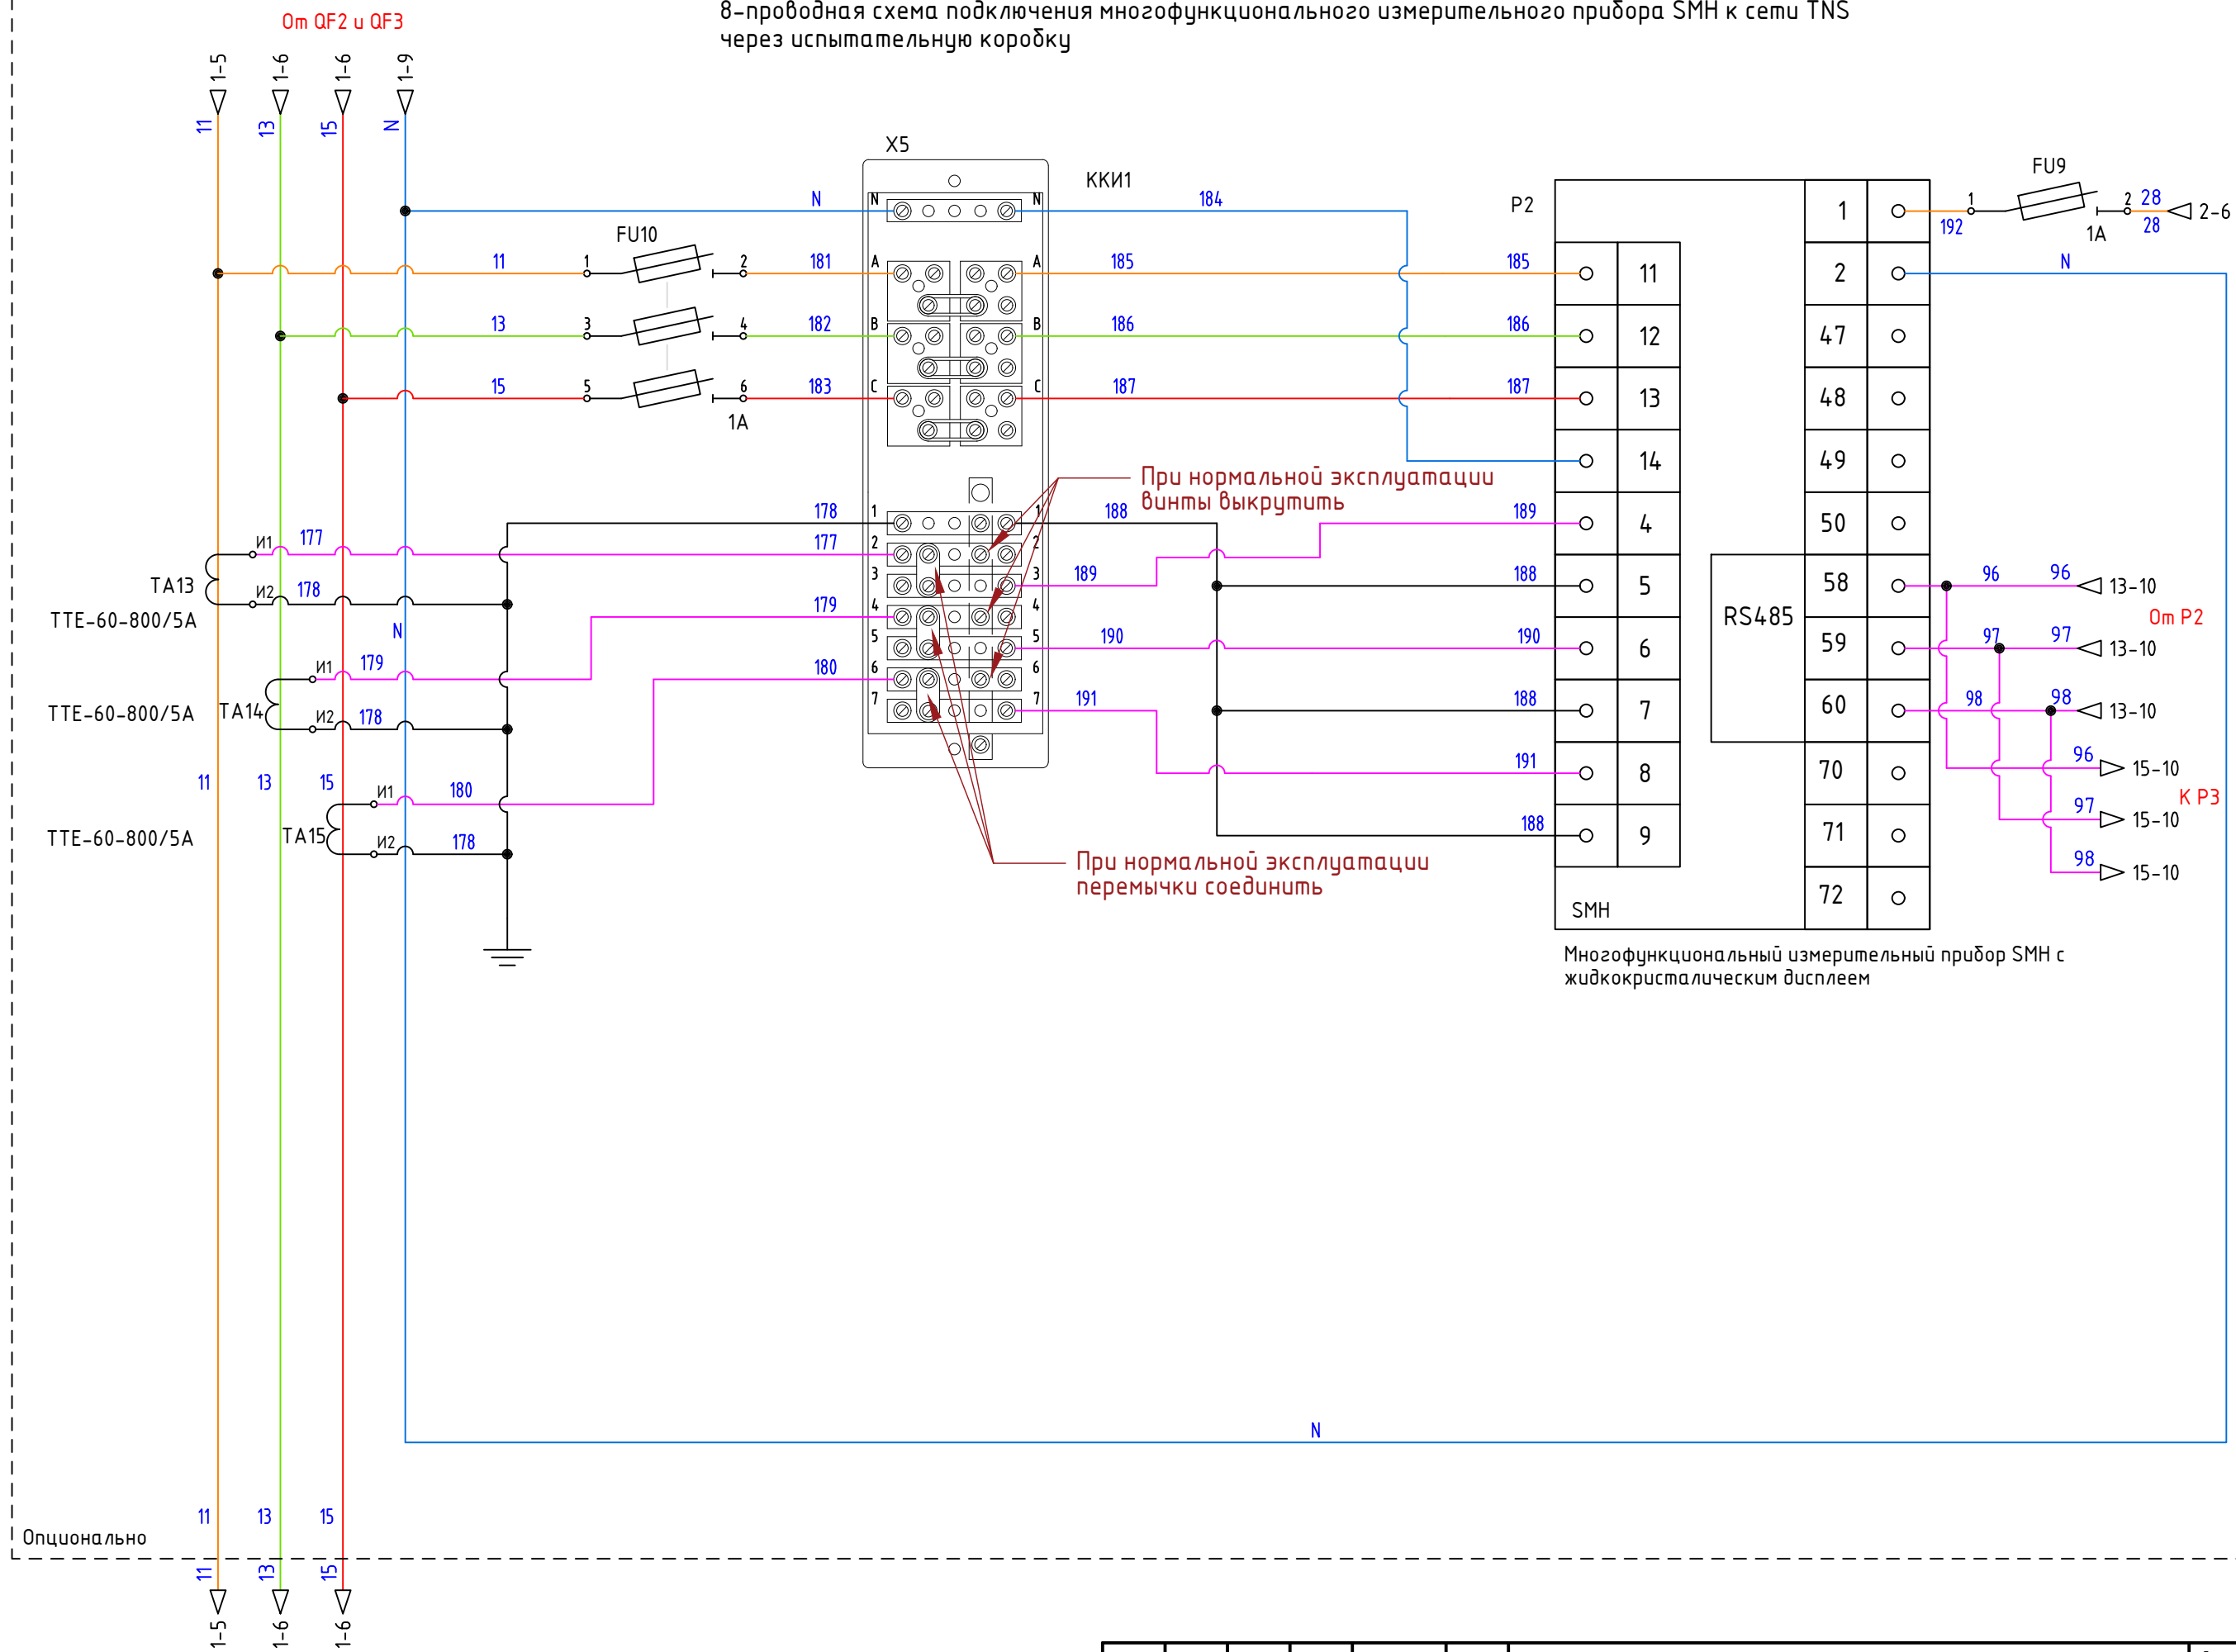 От QF2 и QF3
8-проводная схема подключения многофункционального измерительного прибора SMH к сети TNS
через испытательную коробку
1-5 1-6 1-6 1-9
11 13 15 N
X5
ККИ1
N N N 184
FU10
11 1 2 181 A A 185 185
13 3 4 182 B B 186 186
15 5 6 183 C C 187 187
1А
P2
11
12
13
14
4
5
6
7
8
9
SMH
RS485
1
2
47
48
49
50
58
59
60
70
71
72
FU9
1 2 28 2-6
192 1А 28
N
При нормальной эксплуатации
винты выкрутить
178 1 1 188 189
И1 177 177 2 2
TA13 3 3 189 188
И2 178
ТТЕ-60-800/5А
179 4 4
N
5 5 190 190
И1 179 180 6 6
ТТЕ-60-800/5А TA14 И2 178
7 7 191 188
191
188
11 13 15 И1 180
ТТЕ-60-800/5А TA15 И2 178
При нормальной эксплуатации
перемычки соединить
96 96 13-10
От P2
97 97 13-10
98 98 13-10
96 15-10
К P3
97 15-10
98 15-10
Многофункциональный измерительный прибор SMH с
жидкокристалическим дисплеем
N
11 13 15
Опционально
11 13 15
1-5 1-6 1-6